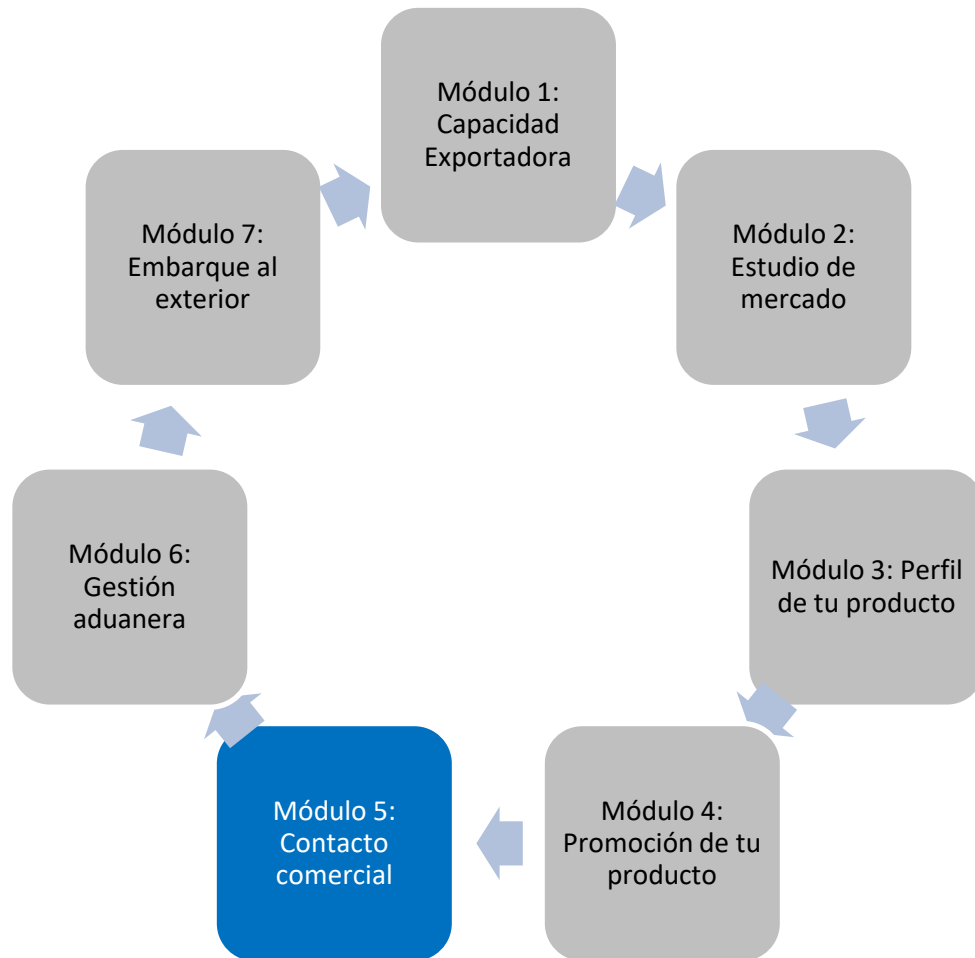 Módulo 1:
Capacidad
Exportadora
Módulo 2:
Estudio de
mercado
Módulo 3: Perfil
de tu producto
Módulo 4:
Promoción de tu
producto
Módulo 5:
Contacto
comercial
Módulo 6:
Gestión
aduanera
Módulo 7:
Embarque al
exterior